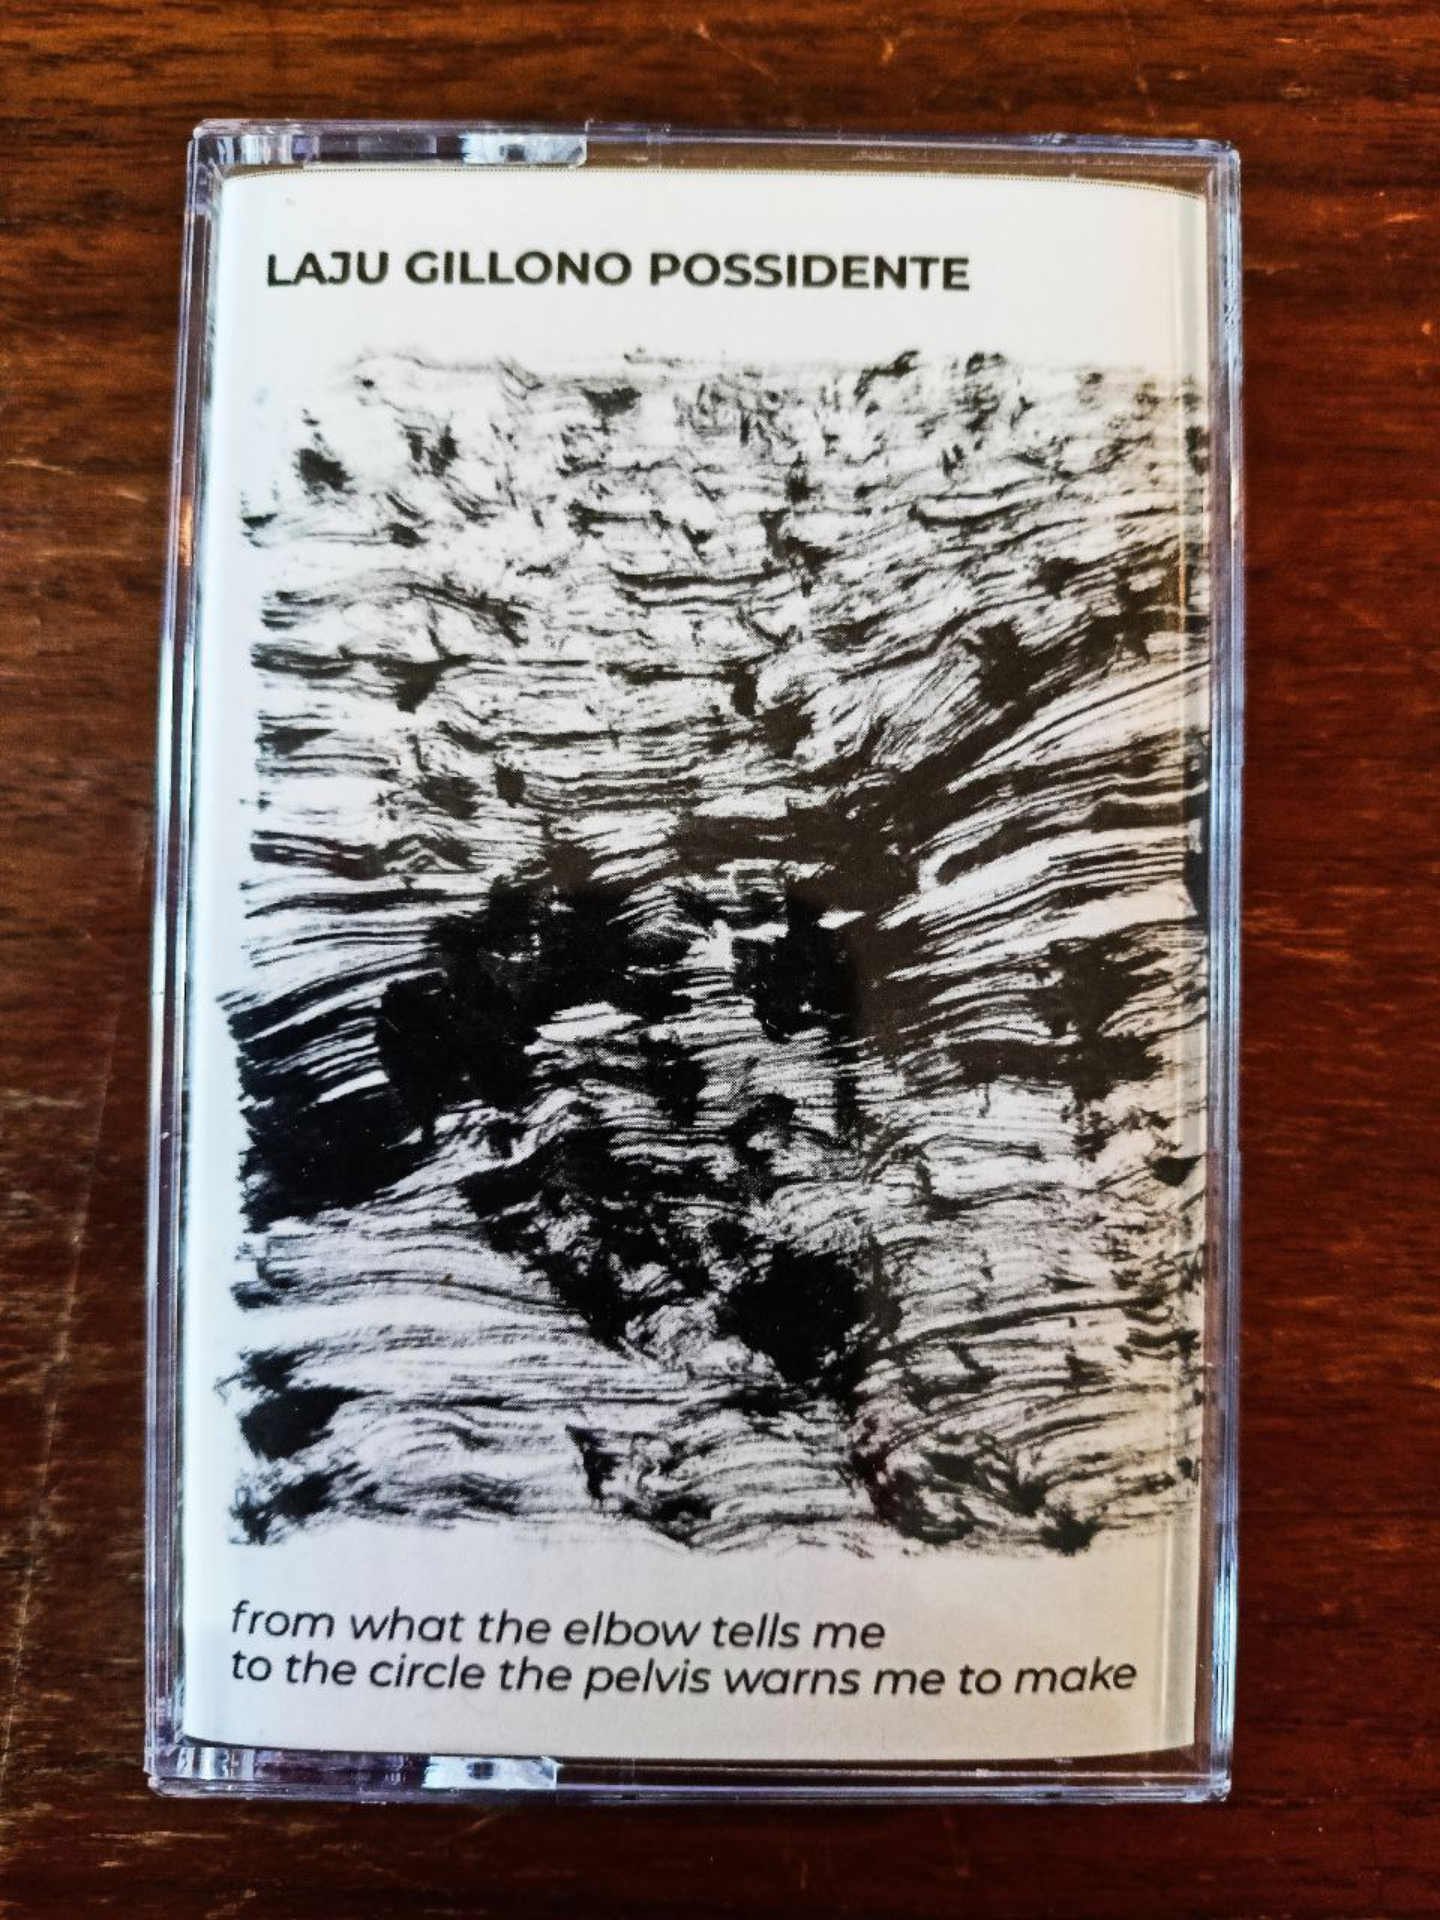 LAJU GILLONO POSSIDENTE
from what the elbow tells me
to the circle the pelvis warns me to make